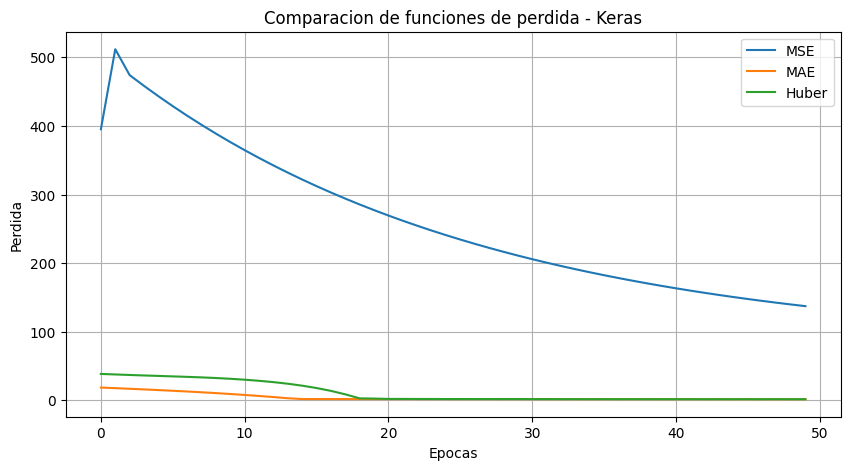 Comparacion de funciones de perdida - Keras
MSE
MAE
Huber
Perdida
500
400
300
200
100
0
0
10
20
30
40
50
Epocas